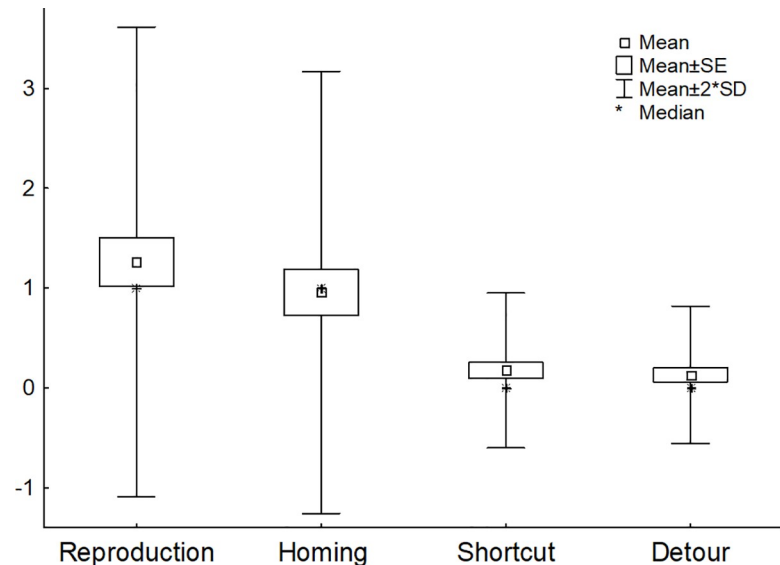 Mean
Mean±SE
Mean±2*SD
* Median
3
2
1
0
-1
Reproduction Homing Shortcut Detour